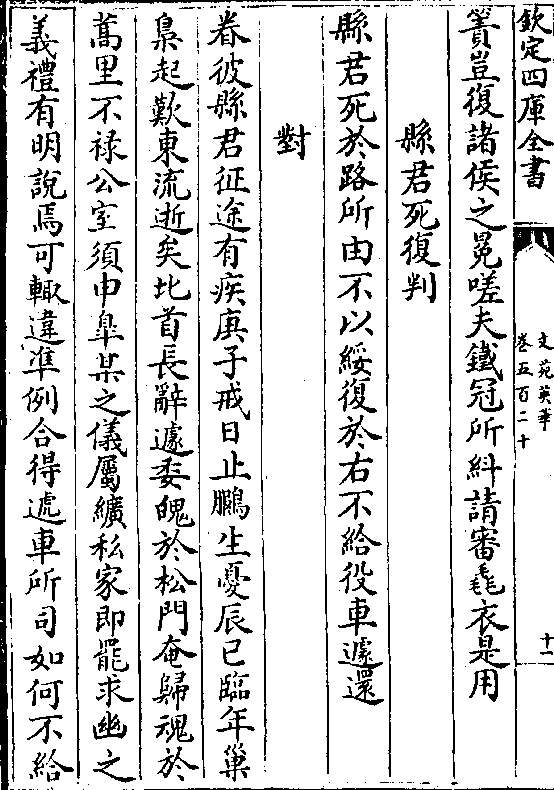 欽定四庫全書
文苑英華
卷五百二十
十一
簀豈復諸侯之冕嗟夫鐵冠所糾請審毳衣是用
縣君死復判
縣君死於路所由不以綏復於右不給役車遽還
對
眷彼縣君征途有疾庚子戒日止鵩生憂辰巳臨年巢
梟起歎東流逝矣北首長辭遽委魄於松門奄歸魂於
蒿里不禄公室須申臯某之儀屬纊私家即罷求幽之
義禮有明說焉可輙違凖例合得遞車所司如何不給